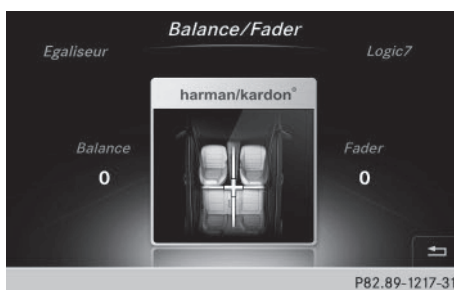 Balance/Fader
Egaliseur
Logic7
harman/kardon®
Balance
Fader
0
0
P82.89-1217-31